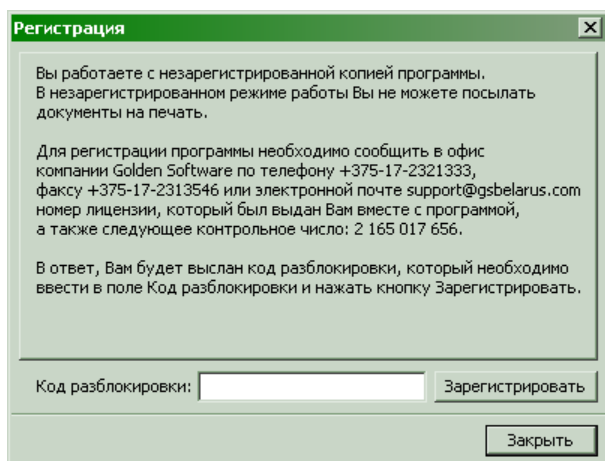 Регистрация
Вы работаете с незарегистрированной копией программы.
В незарегистрированном режиме работы Вы не можете посылать
документы на печать.
Для регистрации программы необходимо сообщить в офис
компании Golden Software по телефону +375-17-2321333,
факсу +375-17-2313546 или электронной почте support@gsbelarus.com
номер лицензии, который был выдан Вам вместе с программой,
а также следующее контрольное число: 2 165 017 656.
В ответ, Вам будет выслан код разблокировки, который необходимо
ввести в поле Код разблокировки и нажать кнопку Зарегистрировать.
Код разблокировки: Зарегистрировать
Закрыть